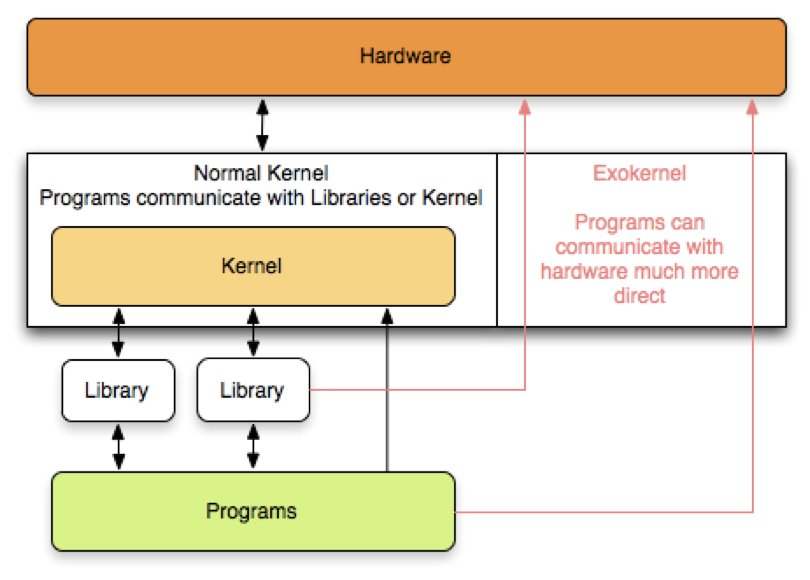 Hardware
Normal Kernel
Programs communicate with Libraries or Kernel
Kernel
Exokernel
Programs can
communicate with
hardware much more
direct
Library
Library
Programs